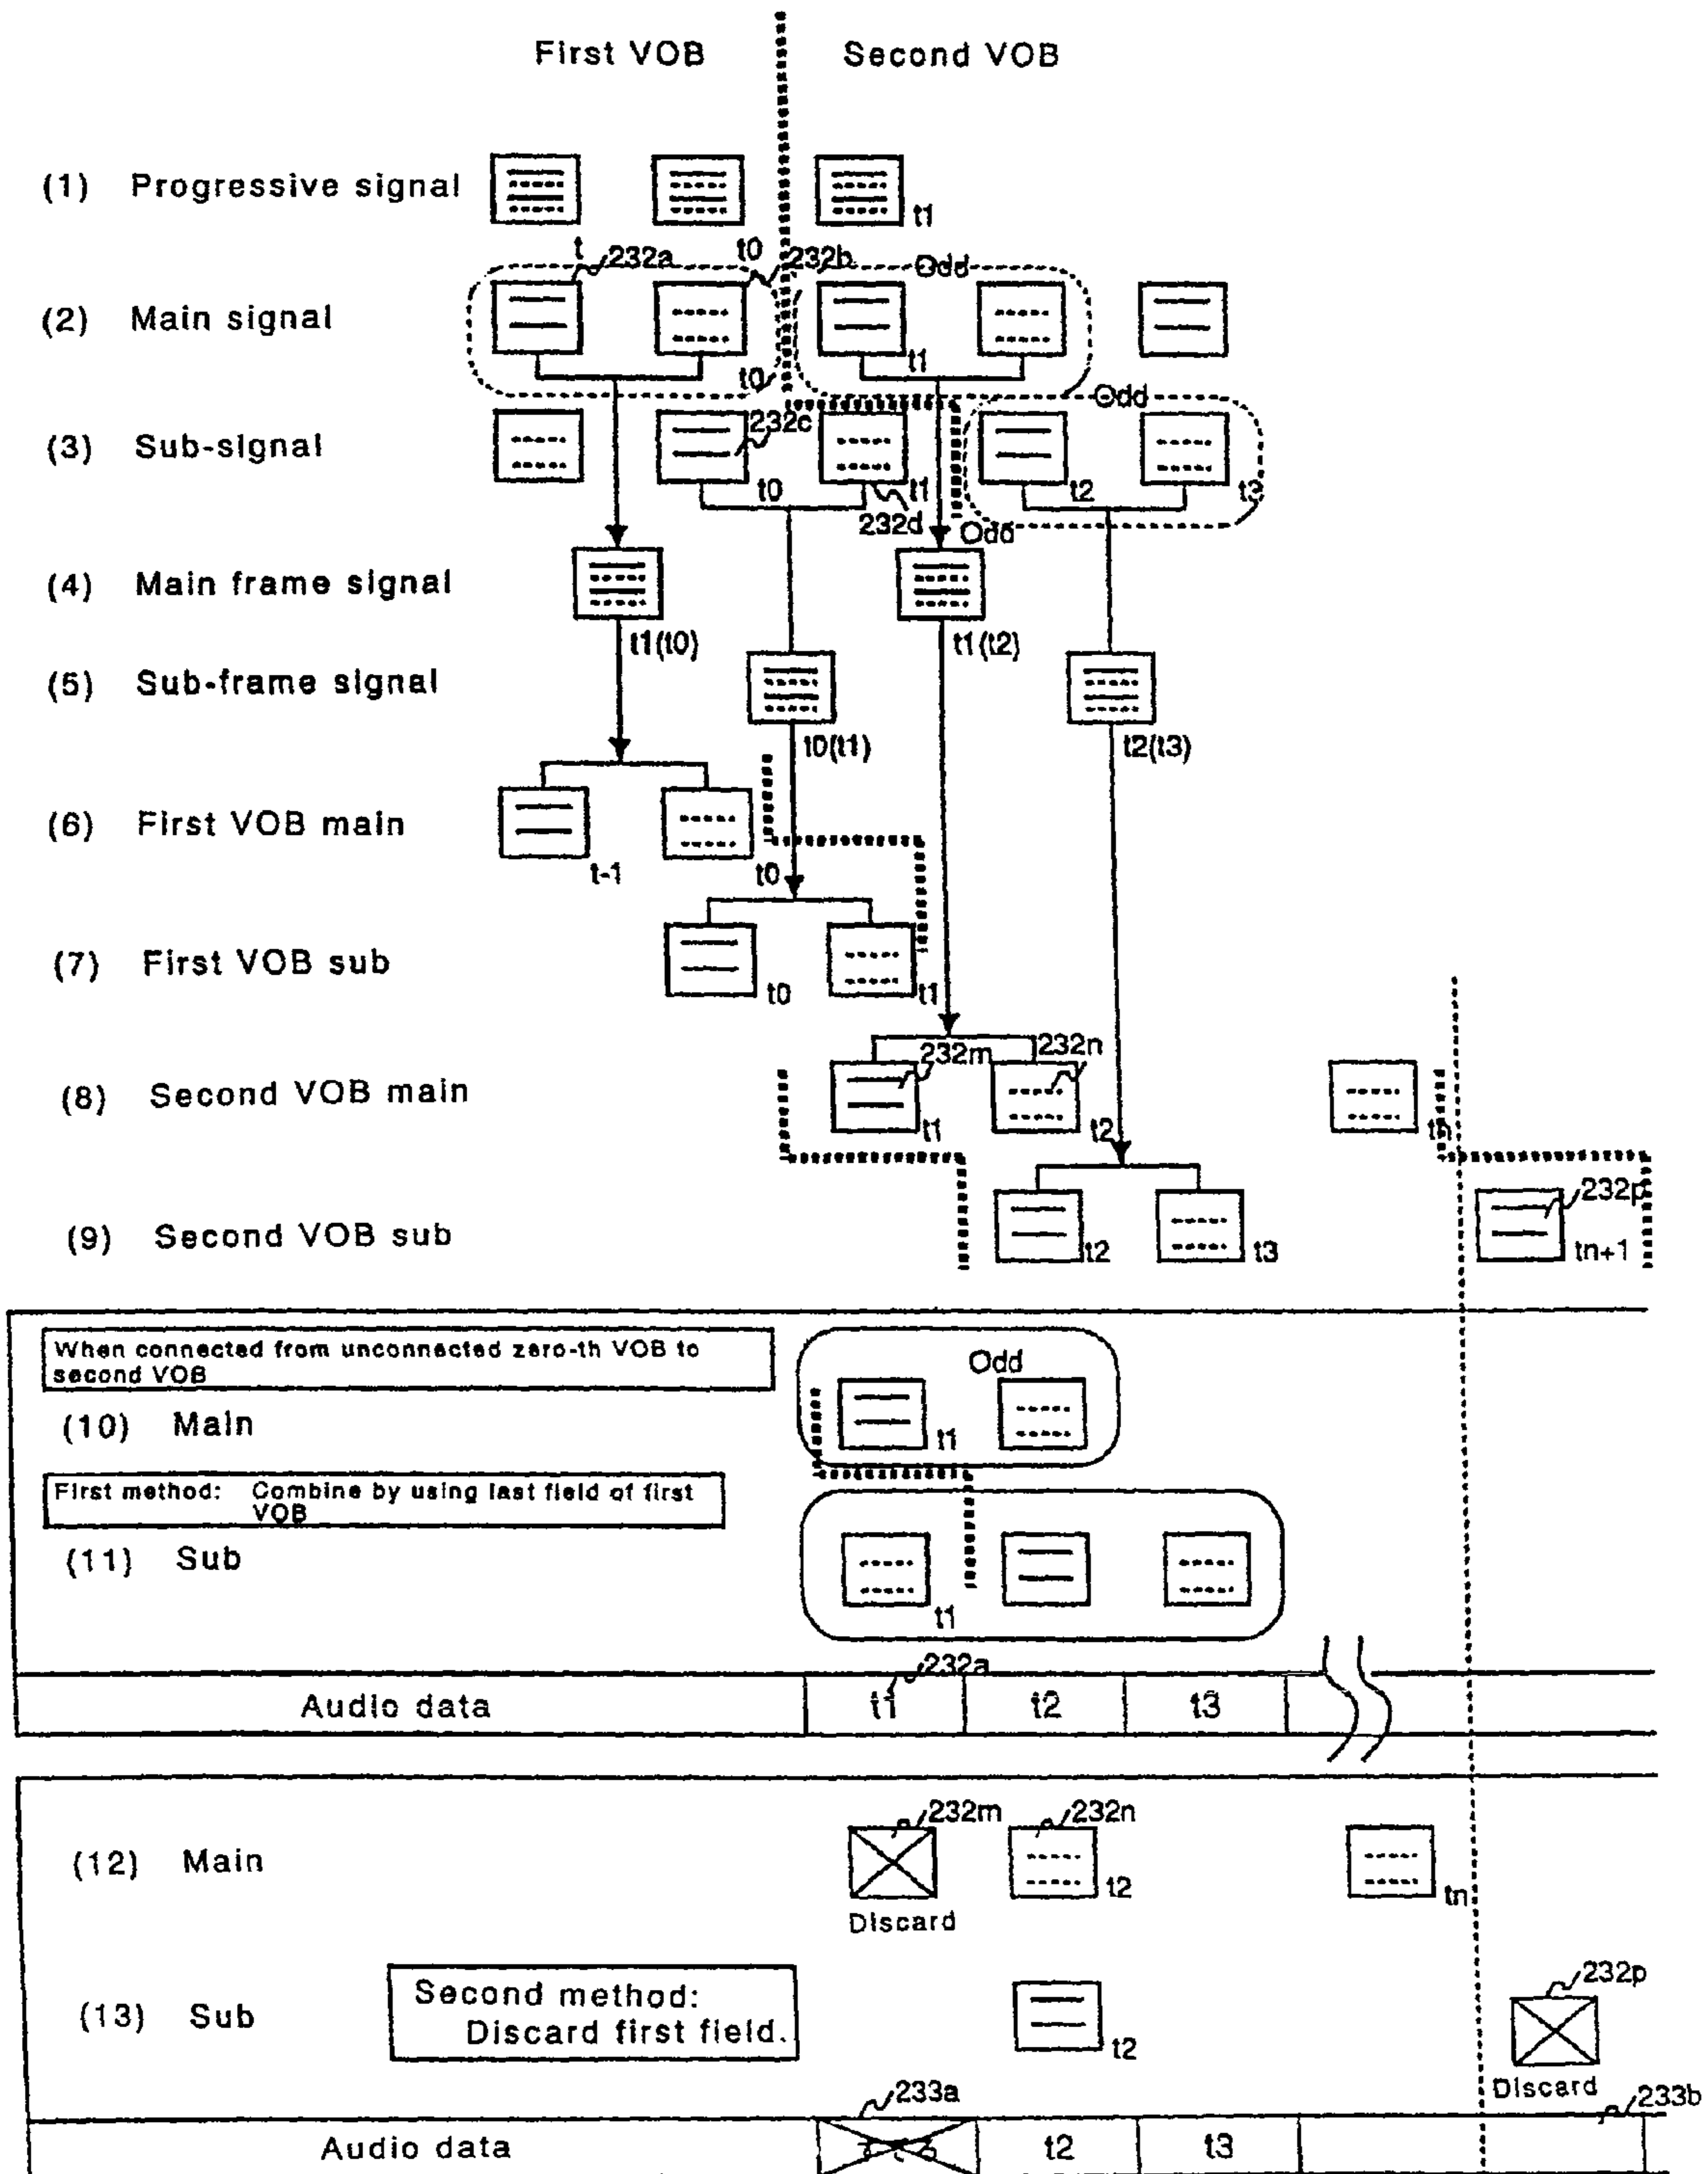 First VOB Second VOB
(1) Progressive signal
t1
t 232a t0 232b Odd
(2) Main signal
t0 t1
Odd
(3) Sub-signal
232c
t0 t1 t2 t3
232d Odd
(4) Main frame signal
t1(t0) t1(t2)
(5) Sub-frame signal
t0(t1) t2(t3)
(6) First VOB main
t-1 t0
(7) First VOB sub
t0 t1
232m 232n
(8) Second VOB main
t1 t2 tn
232p
(9) Second VOB sub
t2 t3 tn+1
When connected from unconnected zero-th VOB to
second VOB
Odd
(10) Main
t1
First method: Combine by using last field of first
VOB
(11) Sub
t1
232a
Audio data t1 t2 t3
232m 232n
(12) Main
t2 tn
Discard
232p
Second method:
(13) Sub
Discard first field.
t2
Discard
233a 233b
Audio data t2 t3